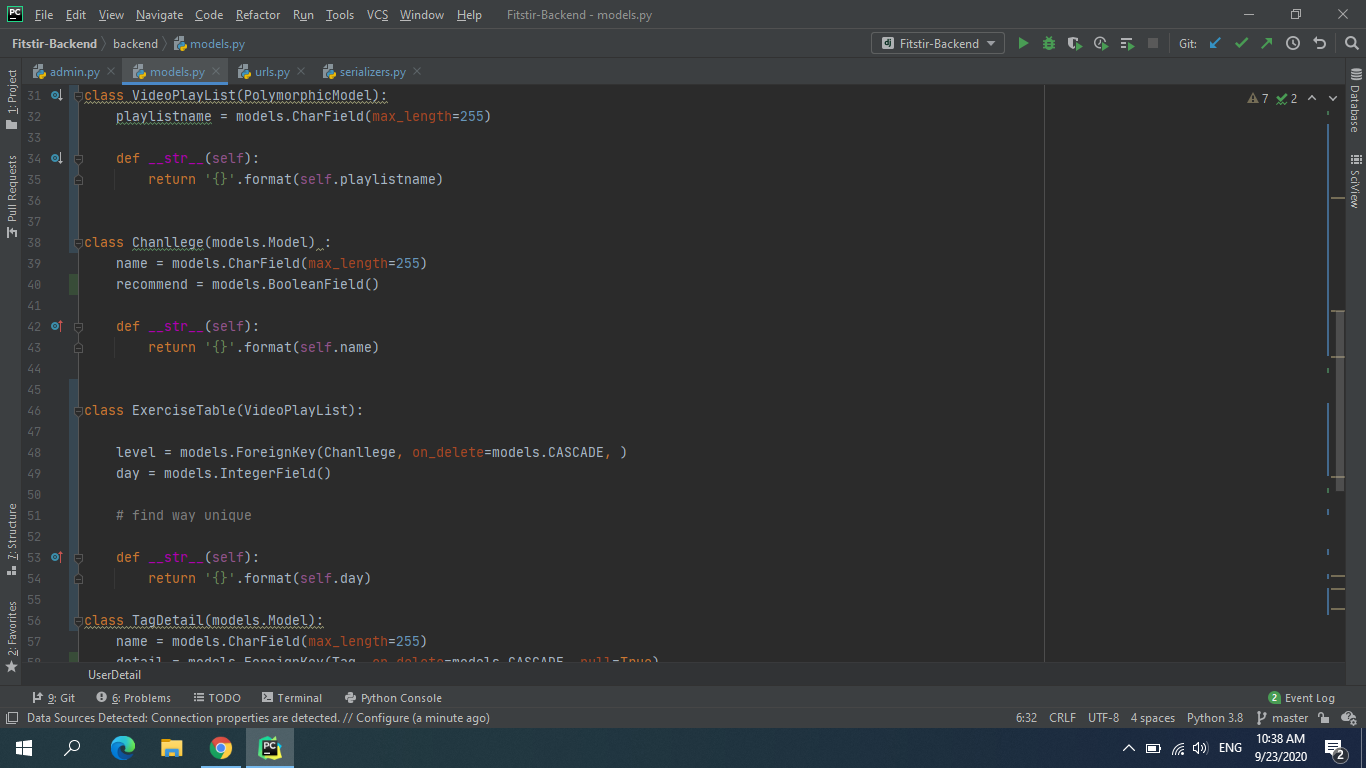 File Edit View Navigate Code Refactor Run Tools VCS Window Help Fitstir-Backend - models.py
Fitstir-Backend backend models.py Fitstir-Backend Git:
admin.py models.py urls.py serializers.py
31 class VideoPlayList(PolymorphicModel): 7 2
32 playlistname = models.CharField(max_length=255)
33
34 def __str__(self):
35 return '{}'.format(self.playlistname)
36
37
38 class Chanllege(models.Model) :
39 name = models.CharField(max_length=255)
40 recommend = models.BooleanField()
41
42 def __str__(self):
43 return '{}'.format(self.name)
44
45
46 class ExerciseTable(VideoPlayList):
47
48 level = models.ForeignKey(Chanllege, on_delete=models.CASCADE, )
49 day = models.IntegerField()
50
51 # find way unique
52
53 def __str__(self):
54 return '{}'.format(self.day)
55
56 class TagDetail(models.Model):
57 name = models.CharField(max_length=255)
58 detail = models.ForeignKey(Tag, on_delete=models.CASCADE, null=True)
UserDetail
1: Project
Pull Requests
7: Structure
2: Favorites
Database
SciView
9: Git 6: Problems TODO Terminal Python Console 2 Event Log
Data Sources Detected: Connection properties are detected. // Configure (a minute ago) 6:32 CRLF UTF-8 4 spaces Python 3.8 master
PC ENG 10:38 AM
9/23/2020 2